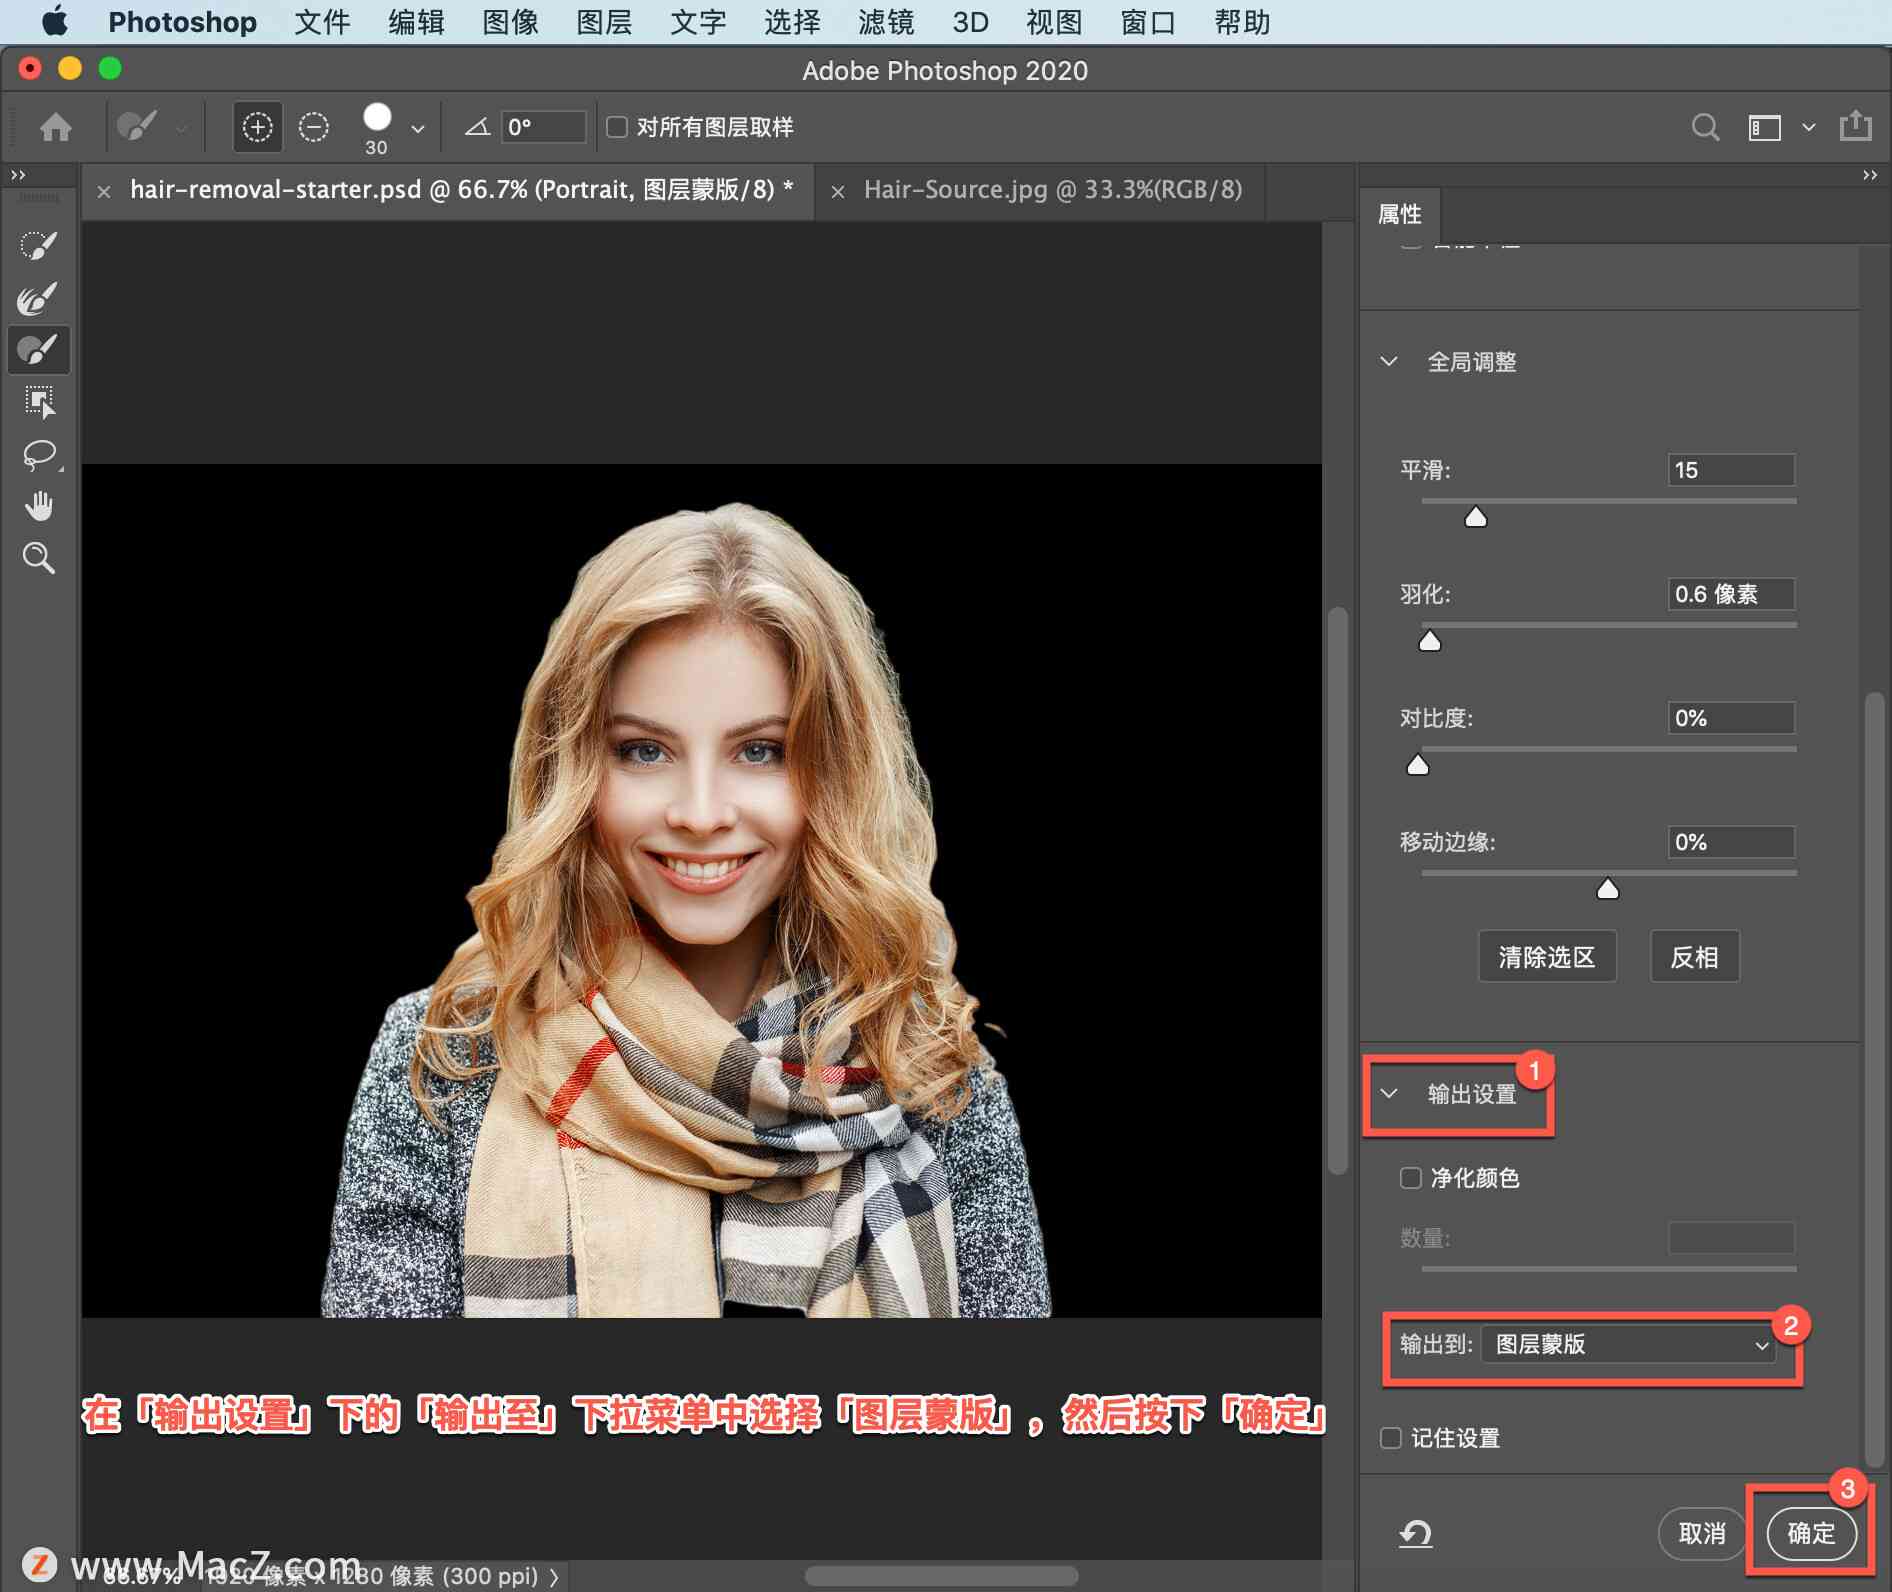 Photoshop 文件 编辑 图像 图层 文字 选择 滤镜 3D 视图 窗口 帮助
Adobe Photoshop 2020
30
0°
对所有图层取样
hair-removal-starter.psd @ 66.7% (Portrait, 图层蒙版/8) *
Hair-Source.jpg @ 33.3%(RGB/8)
属性
全局调整
平滑: 15
羽化: 0.6 像素
对比度: 0%
移动边缘: 0%
清除选区 反相
1
输出设置
净化颜色
数量:
2
输出到: 图层蒙版
在「输出设置」下的「输出至」下拉菜单中选择「图层蒙版」,然后按下「确定」
记住设置
3
取消 确定
Z www.MacZ.com
66.67% 1920 像素 x 1280 像素 (300 ppi)